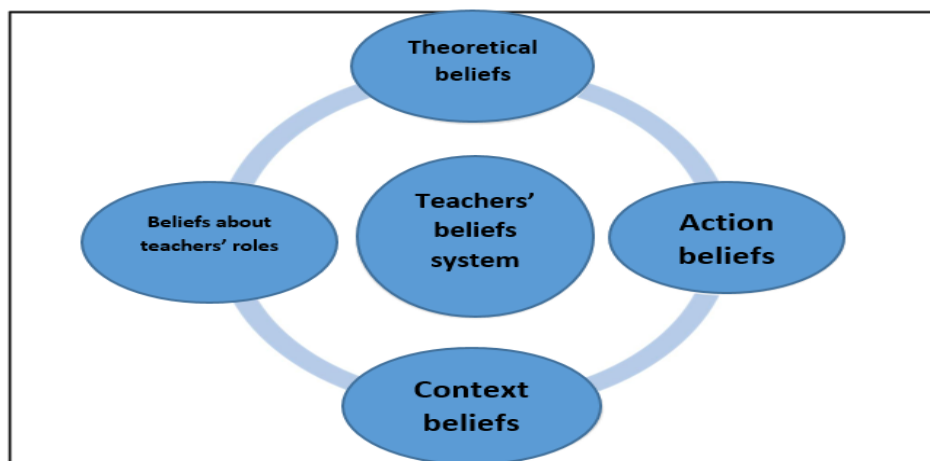 Theoretical
beliefs
Beliefs about
teachers’ roles
Teachers’
beliefs
system
Action
beliefs
Context
beliefs